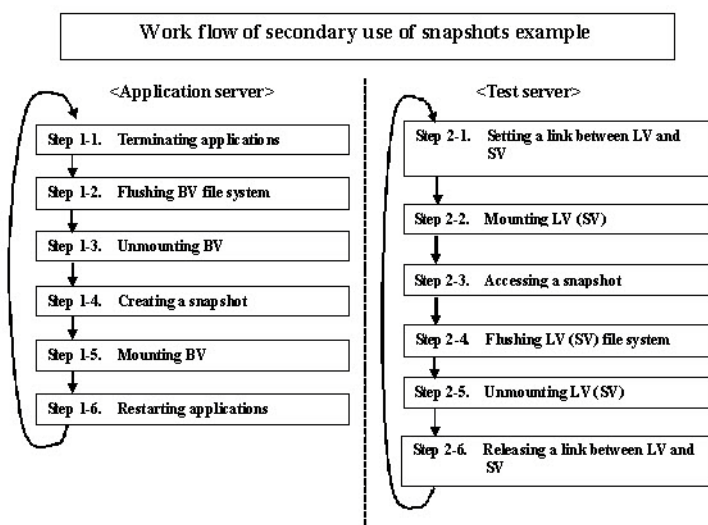 Work flow of secondary use of snapshots example
<Application server>
Step 1-1. Terminating applications
Step 1-2. Flushing BV file system
Step 1-3. Unmounting BV
Step 1-4. Creating a snapshot
Step 1-5. Mounting BV
Step 1-6. Restarting applications
<Test server>
Step 2-1. Setting a link between LV and
SV
Step 2-2. Mounting LV (SV)
Step 2-3. Accessing a snapshot
Step 2-4. Flushing LV (SV) file system
Step 2-5. Unmounting LV (SV)
Step 2-6. Releasing a link between LV and
SV